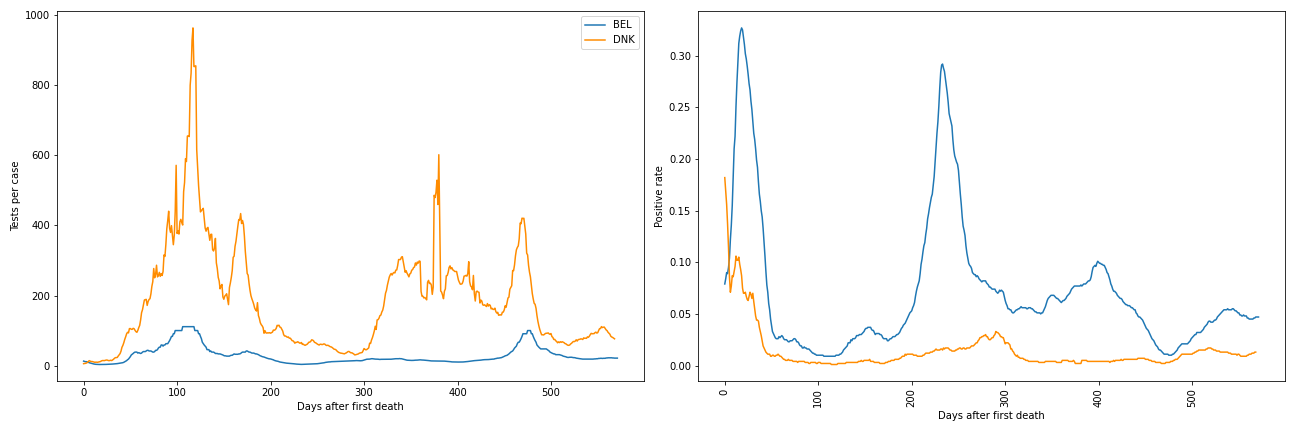 1000
800
600
400
200
0
Tests per case
BEL
DNK
0 100 200 300 400 500
Days after first death
0.30
0.25
0.20
0.15
0.10
0.05
0.00
Positive rate
0 100 200 300 400 500
Days after first death